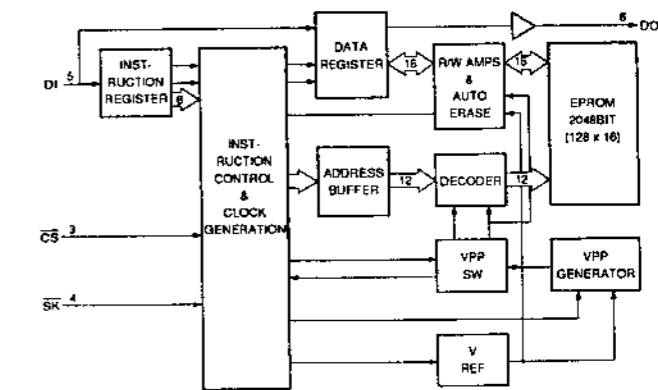 6
DO
DATA
REGISTER
DI 5
INST-
RUCTION
REGISTER
8
16
R/W AMPS
&
AUTO
ERASE
16
EPROM
2048BIT
(128 x 16)
INST-
RUCTION
CONTROL
&
CLOCK
GENERATION
ADDRESS
BUFFER
12
DECODER
12
CS 3
VPP
SW
VPP
GENERATOR
SK 4
V
REF